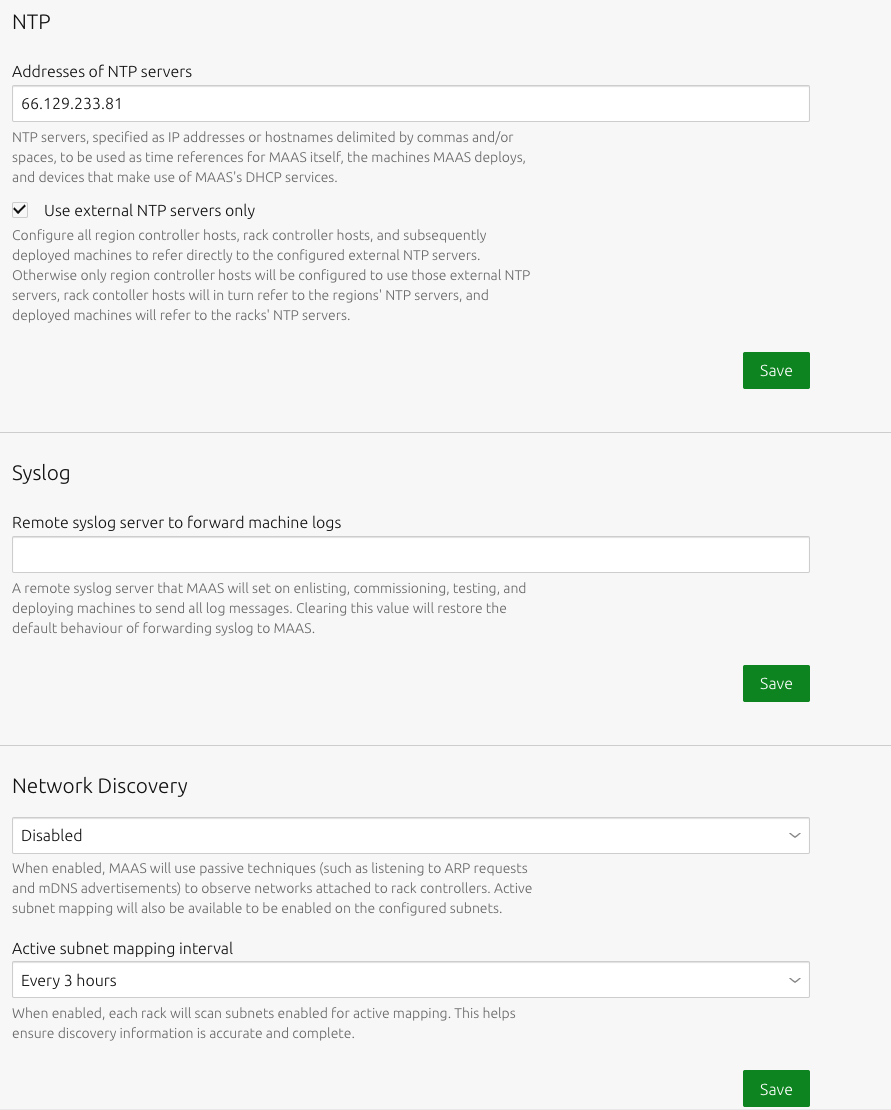 NTP
Addresses of NTP servers
66.129.233.81
NTP servers, specified as IP addresses or hostnames delimited by commas and/or
spaces, to be used as time references for MAAS itself, the machines MAAS deploys,
and devices that make use of MAAS's DHCP services.
Use external NTP servers only
Configure all region controller hosts, rack controller hosts, and subsequently
deployed machines to refer directly to the configured external NTP servers.
Otherwise only region controller hosts will be configured to use those external NTP
servers, rack contoller hosts will in turn refer to the regions' NTP servers, and
deployed machines will refer to the racks' NTP servers.
Save
Syslog
Remote syslog server to forward machine logs
A remote syslog server that MAAS will set on enlisting, commissioning, testing, and
deploying machines to send all log messages. Clearing this value will restore the
default behaviour of forwarding syslog to MAAS.
Save
Network Discovery
Disabled
When enabled, MAAS will use passive techniques (such as listening to ARP requests
and mDNS advertisements) to observe networks attached to rack controllers. Active
subnet mapping will also be available to be enabled on the configured subnets.
Active subnet mapping interval
Every 3 hours
When enabled, each rack will scan subnets enabled for active mapping. This helps
ensure discovery information is accurate and complete.
Save